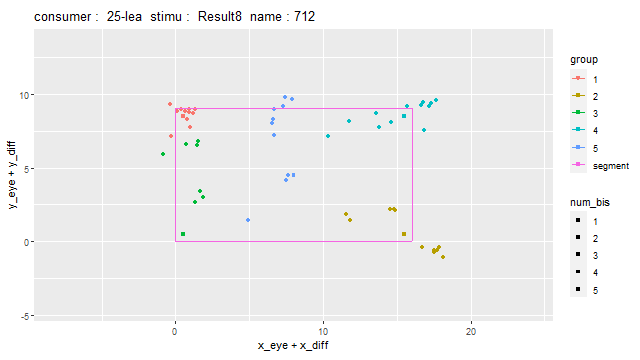 consumer :  25-lea  stimu :  Result8  name : 712
10
5
0
-5
0
10
20
x_eye + x_diff
y_eye + y_diff
group
1
2
3
4
5
segment
num_bis
1
2
3
4
5